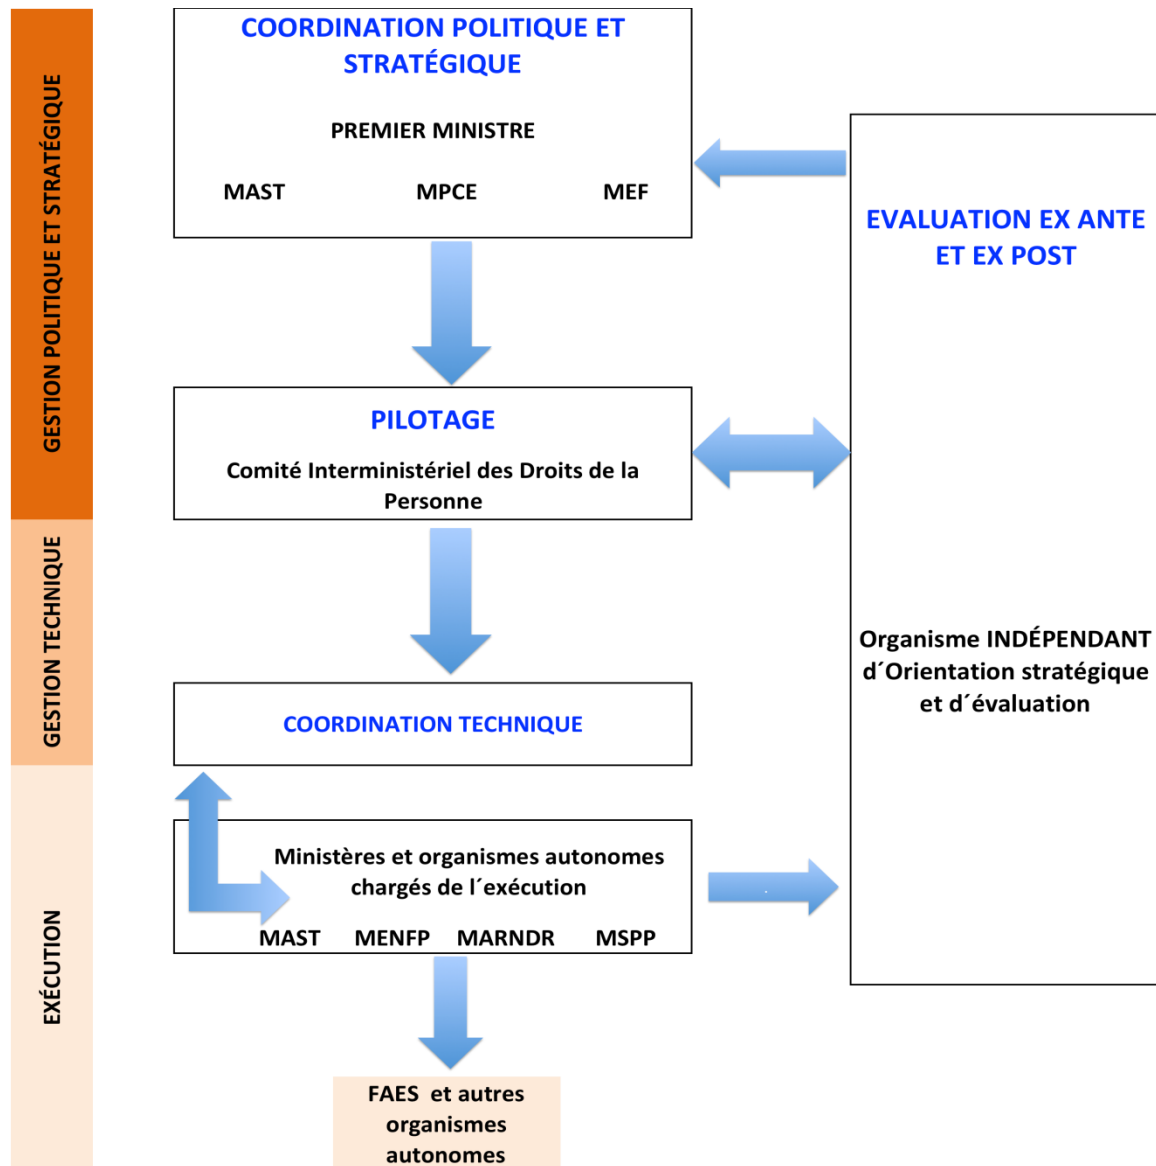 COORDINATION POLITIQUE ET
STRATÉGIQUE
PREMIER MINISTRE
MAST MPCE MEF
GESTION POLITIQUE ET STRATÉGIQUE
EVALUATION EX ANTE
ET EX POST
PILOTAGE
Comité Interministériel des Droits de la
Personne
GESTION TECHNIQUE
COORDINATION TECHNIQUE
Organisme INDÉPENDANT
d´Orientation stratégique
et d´évaluation
EXÉCUTION
Ministères et organismes autonomes
chargés de l´exécution
MAST MENFP MARNDR MSPP
FAES et autres
organismes
autonomes